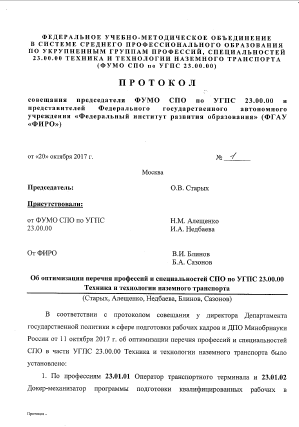 ФЕДЕРАЛЬНОЕ УЧЕБНО-МЕТОДИЧЕСКОЕ ОБЪЕДИНЕНИЕ
В СИСТЕМЕ СРЕДНЕГО ПРОФЕССИОНАЛЬНОГО ОБРАЗОВАНИЯ
ПО УКРУПНЕННЫМ ГРУППАМ ПРОФЕССИЙ, СПЕЦИАЛЬНОСТЕЙ
23.00.00 ТЕХНИКА И ТЕХНОЛОГИИ НАЗЕМНОГО ТРАНСПОРТА
(ФУМО СПО по УГПС 23.00.00)
ПРОТОКОЛ
совещания председателя ФУМО СПО по УГПС 23.00.00 и
представителей Федерального государственного автономного
учреждения «Федеральный институт развития образования» (ФГАУ
«ФИРО»)
от «20» октября 2017 г. № 1
Москва
Председатель: О.В. Старых
Присутствовали:
от ФУМО СПО по УГПС Н.М. Алещенко
23.00.00 И.А. Недбаева
От ФИРО В.И. Блинов
Б.А. Сазонов
Об оптимизации перечня профессий и специальностей СПО по УГПС 23.00.00
Техника и технологии наземного транспорта
(Старых, Алещенко, Недбаева, Блинов, Сазонов)
В соответствии с протоколом совещания у директора Департамента
государственной политики в сфере подготовки рабочих кадров и ДПО Минобрнауки
России от 11 октября 2017 г. об оптимизации перечня профессий и специальностей
СПО в части УГПС 23.00.00 Техника и технологии наземного транспорта было
установлено:
1. По профессиям 23.01.01 Оператор транспортного терминала и 23.01.02
Докер-механизатор программы подготовки квалифицированных рабочих в
Протокол –